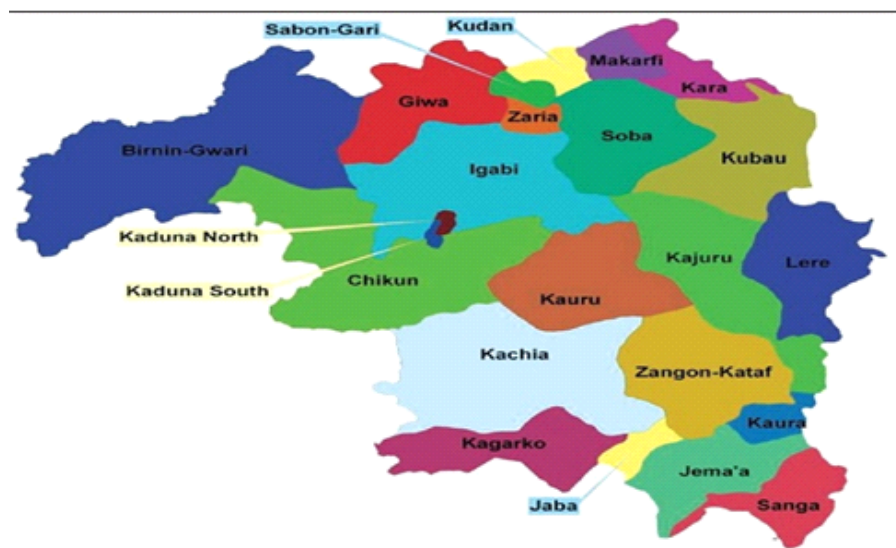 Kudan
Sabon-Gari
Makarfi
Kara
Giwa
Zaria
Soba
Birnin-Gwari
Kubau
Igabi
Kaduna North
Kajuru
Lere
Kaduna South
Chikun
Kauru
Kachia
Zangon-Kataf
Kaura
Kagarko
Jema'a
Jaba
Sanga